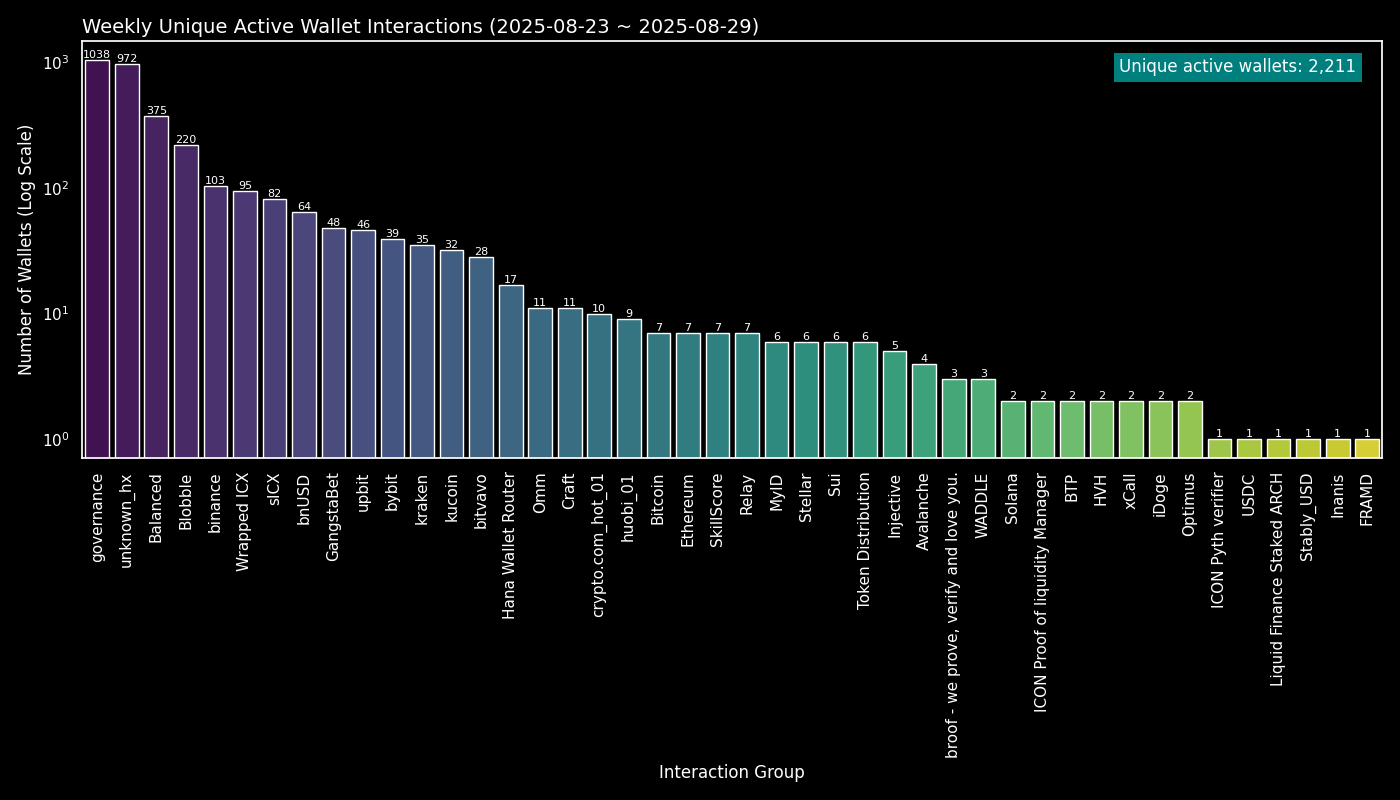 Weekly Unique Active Wallet Interactions (2025-08-23 ~ 2025-08-29)
Unique active wallets: 2,211
Number of Wallets (Log Scale)
10³
10²
10¹
10⁰
1038
972
375
220
103
95
82
64
48
46
39
35
32
28
17
11
11
10
9
7
7
7
7
6
6
6
6
5
4
3
3
2
2
2
2
2
2
2
1
1
1
1
1
1
governance
unknown_hx
Balanced
Blobble
binance
Wrapped ICX
sICX
bnUSD
GangstaBet
upbit
bybit
kraken
kucoin
bitvavo
Hana Wallet Router
Omm
Craft
crypto.com_hot_01
huobi_01
Bitcoin
Ethereum
SkillScore
Relay
MyID
Stellar
Sui
Token Distribution
Injective
Avalanche
broof - we prove, verify and love you.
WADDLE
Solana
ICON Proof of liquidity Manager
BTP
HVH
xCall
iDoge
Optimus
ICON Pyth verifier
USDC
Liquid Finance Staked ARCH
Stably_USD
Inanis
FRAMD
Interaction Group